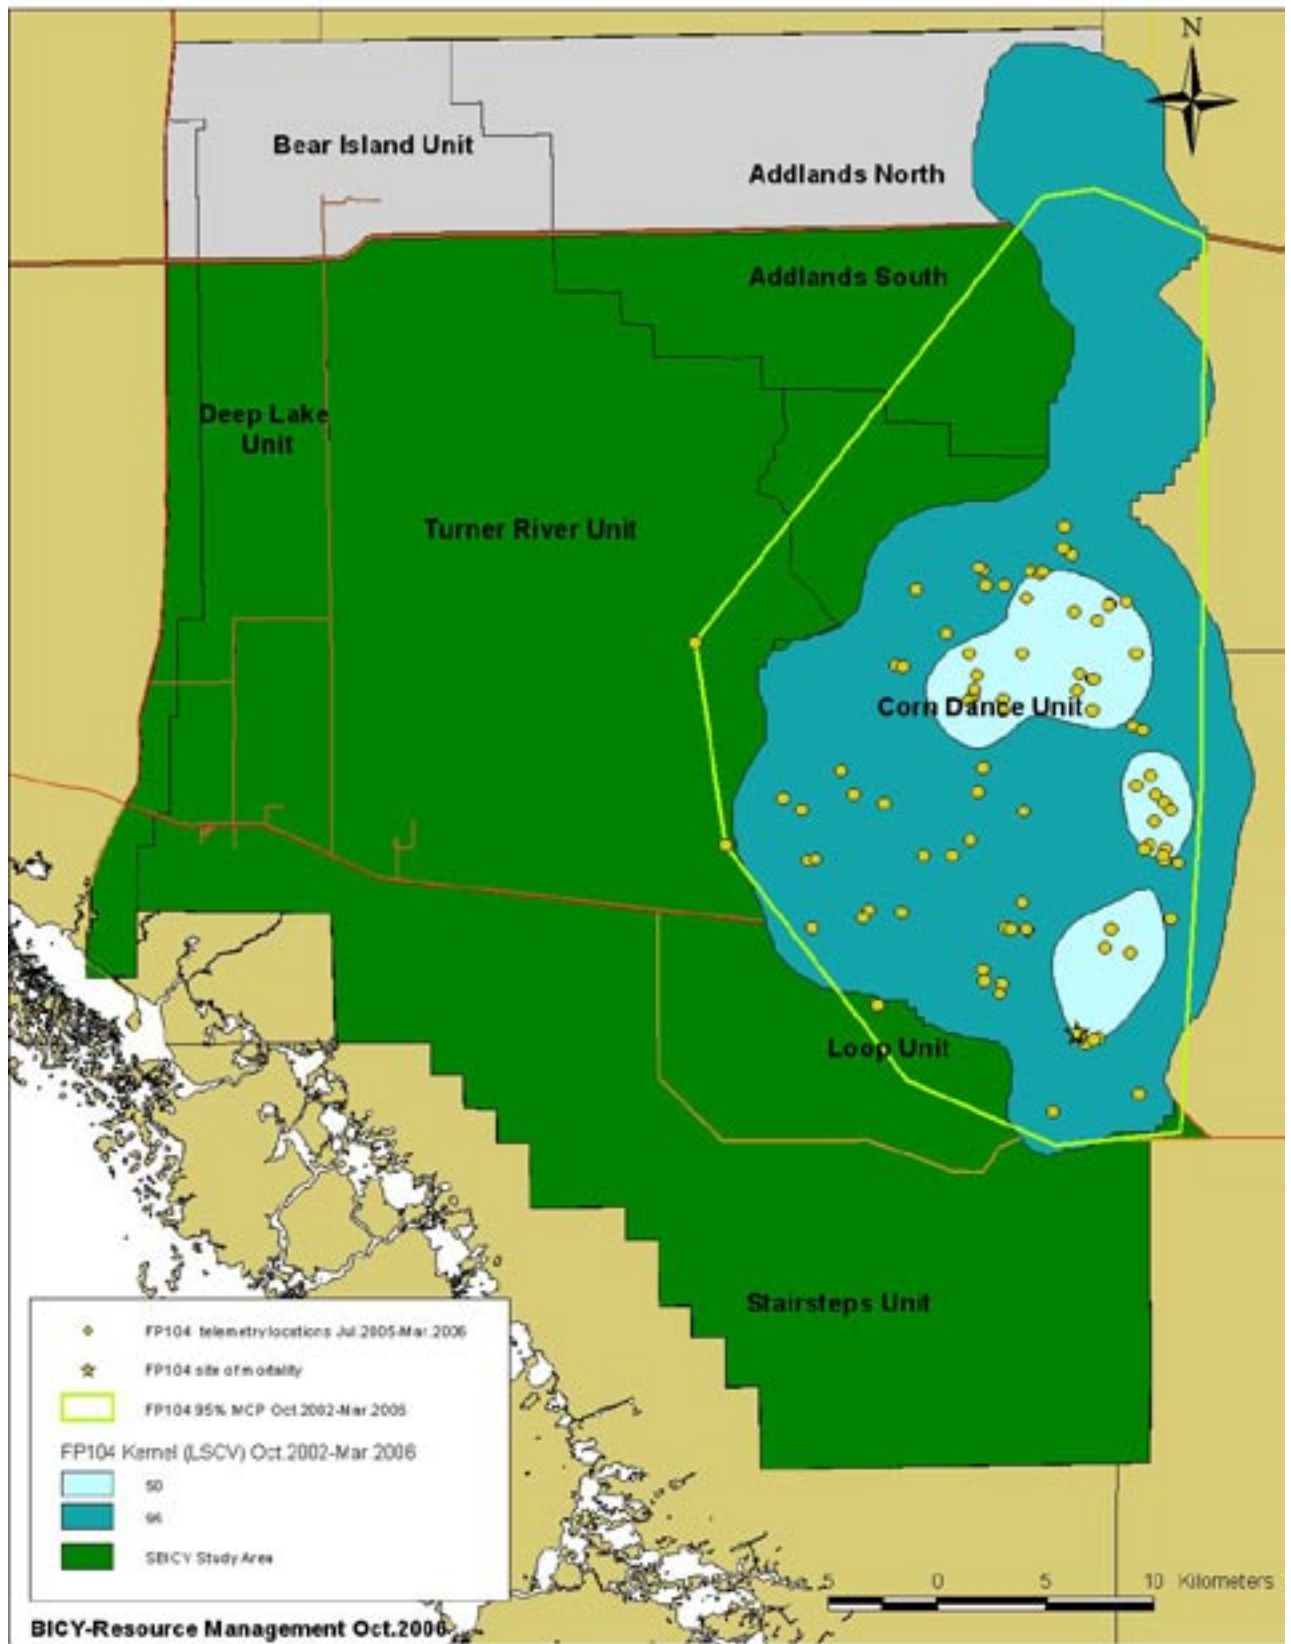 N
Bear Island Unit
Addlands North
Addlands South
Deep Lake
Unit
Turner River Unit
Corn Dance Unit
Loop Unit
Stairsteps Unit
FP104 telemetry locations Jul.2005-Mar.2006
FP104 site of mortality
FP104 95% MCP Oct.2002-Mar.2006
FP104 Kernel (LSCV) Oct.2002-Mar.2006
50
95
SBICY Study Area
5 0 5 10 Kilometers
BICY-Resource Management Oct.2006